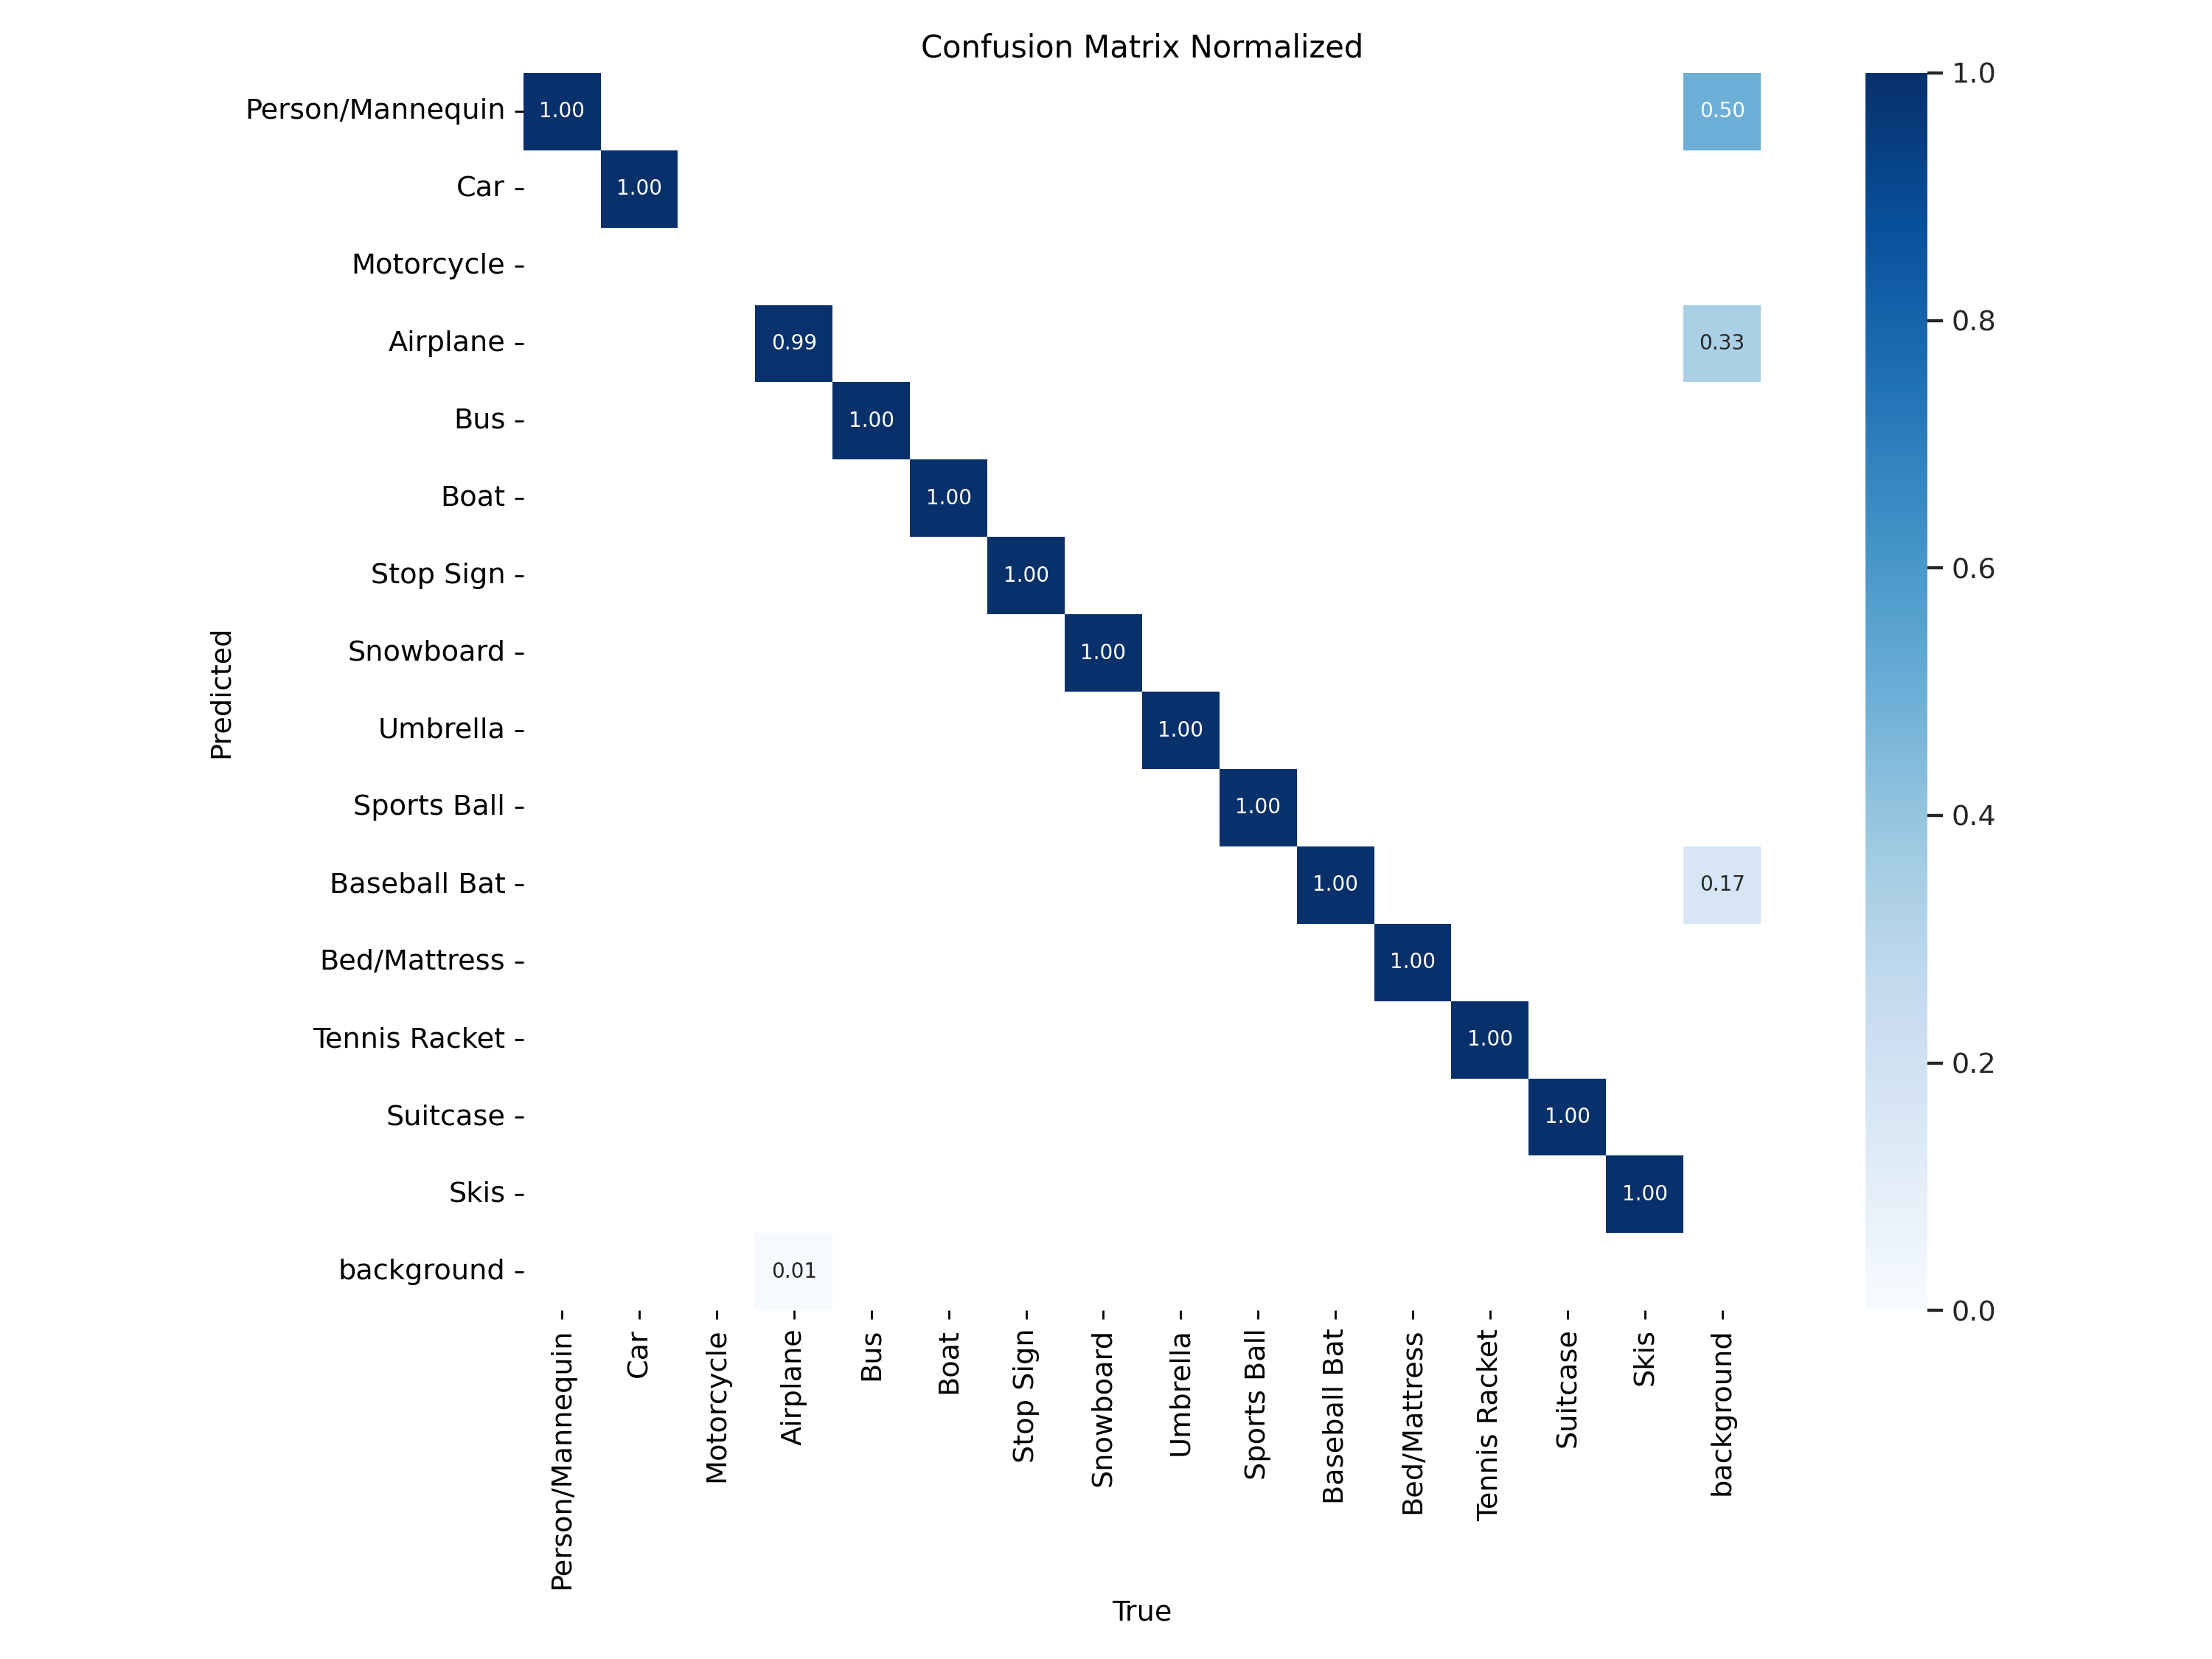 Confusion Matrix Normalized
Person/Mannequin 1.00 0.50
Car 1.00
Motorcycle
Airplane 0.99 0.33
Bus 1.00
Boat 1.00
Stop Sign 1.00
Snowboard 1.00
Umbrella 1.00
Sports Ball 1.00
Baseball Bat 1.00 0.17
Bed/Mattress 1.00
Tennis Racket 1.00
Suitcase 1.00
Skis 1.00
background 0.01
Predicted
Person/Mannequin
Car
Motorcycle
Airplane
Bus
Boat
Stop Sign
Snowboard
Umbrella
Sports Ball
Baseball Bat
Bed/Mattress
Tennis Racket
Suitcase
Skis
background
True
1.0
0.8
0.6
0.4
0.2
0.0